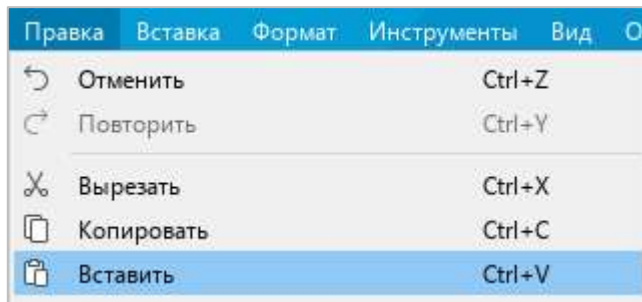 Правка Вставка Формат Инструменты Вид О
Отменить Ctrl+Z
Повторить Ctrl+Y
Вырезать Ctrl+X
Копировать Ctrl+C
Вставить Ctrl+V